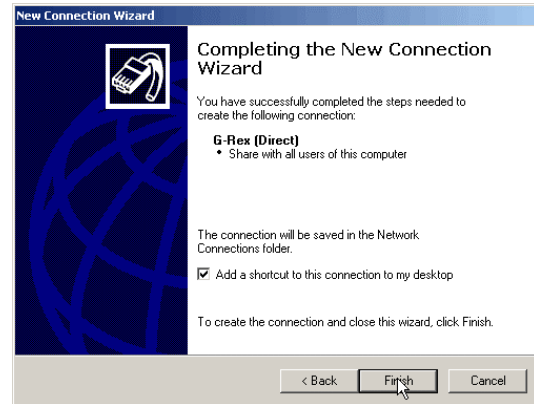 New Connection Wizard
Completing the New Connection
Wizard
You have successfully completed the steps needed to
create the following connection:
G-Rex (Direct)
• Share with all users of this computer
The connection will be saved in the Network
Connections folder.
Add a shortcut to this connection to my desktop
To create the connection and close this wizard, click Finish.
< Back Finish Cancel